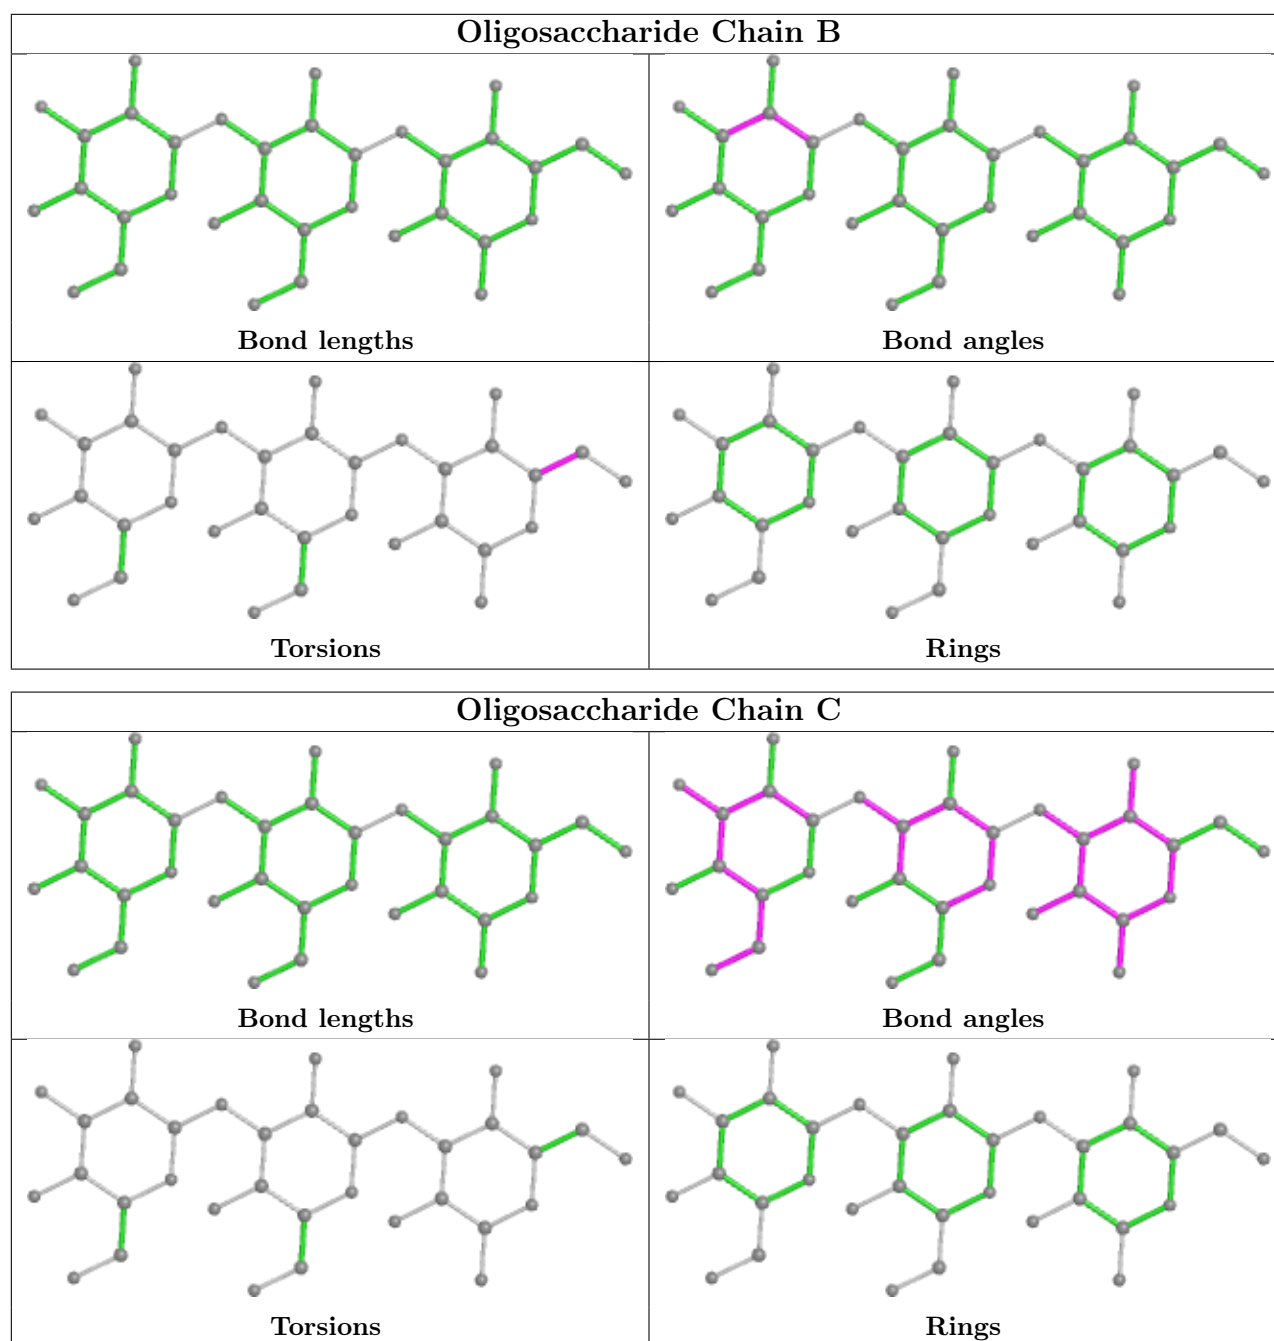 Oligosaccharide Chain B
Bond lengths
Bond angles
Torsions
Rings
Oligosaccharide Chain C
Bond lengths
Bond angles
Torsions
Rings